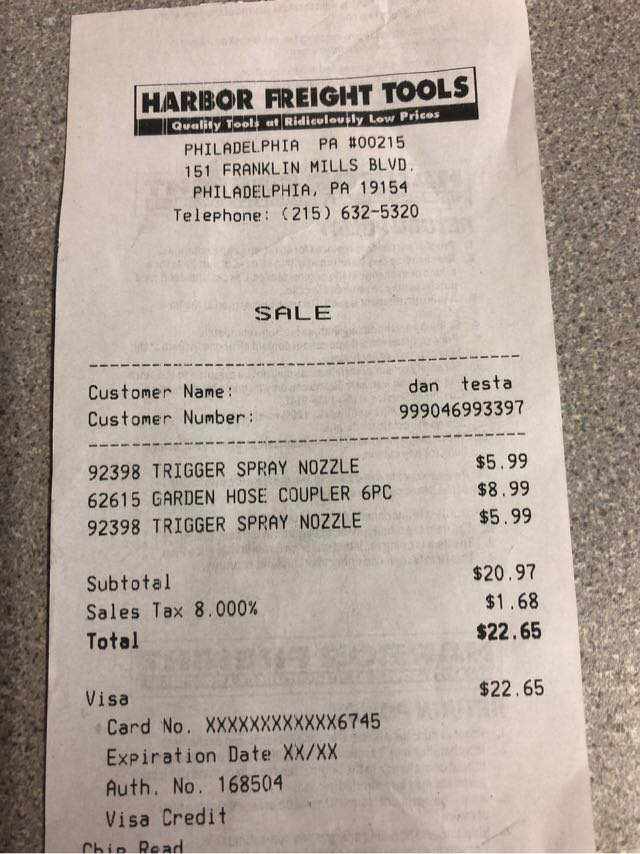 HARBOR FREIGHT TOOLS
Quality Tools at Ridiculously Low Prices
PHILADELPHIA PA #00215
151 FRANKLIN MILLS BLVD.
PHILADELPHIA, PA 19154
Telephone: (215) 632-5320
SALE
Customer Name: dan testa
Customer Number: 999046993397
92398 TRIGGER SPRAY NOZZLE $5.99
62615 GARDEN HOSE COUPLER 6PC $8.99
92398 TRIGGER SPRAY NOZZLE $5.99
Subtotal $20.97
Sales Tax 8.000% $1.68
Total $22.65
Visa $22.65
Card No. XXXXXXXXXXXX6745
Expiration Date XX/XX
Auth. No. 168504
Visa Credit
Chip Read